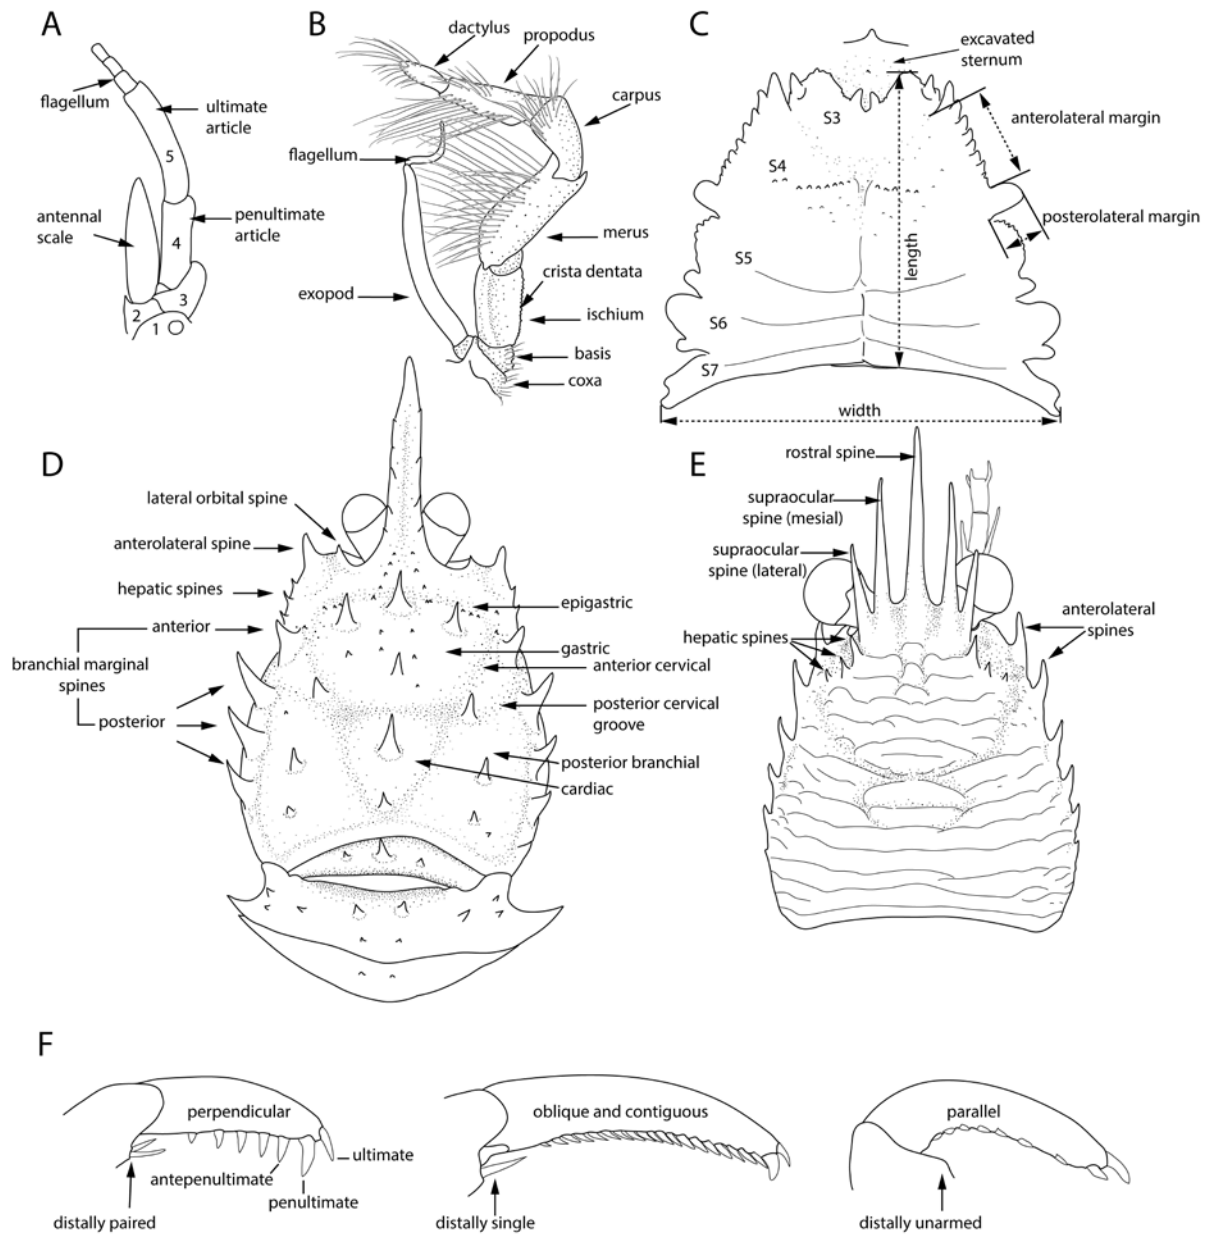 A
flagellum
ultimate
article
5
antennal
scale
penultimate
article
4
3
2
1
B
dactylus
propodus
carpus
flagellum
merus
crista dentata
exopod
ischium
basis
coxa
C
excavated
sternum
S3
anterolateral margin
S4
posterolateral margin
length
S5
S6
S7
width
D
lateral orbital spine
anterolateral spine
hepatic spines
anterior
branchial marginal
spines
posterior
epigastric
gastric
anterior cervical
posterior cervical
groove
posterior branchial
cardiac
E
rostral spine
supraocular
spine (mesial)
supraocular
spine (lateral)
hepatic spines
anterolateral
spines
F
perpendicular
ultimate
antepenultimate
penultimate
distally paired
oblique and contiguous
distally single
parallel
distally unarmed